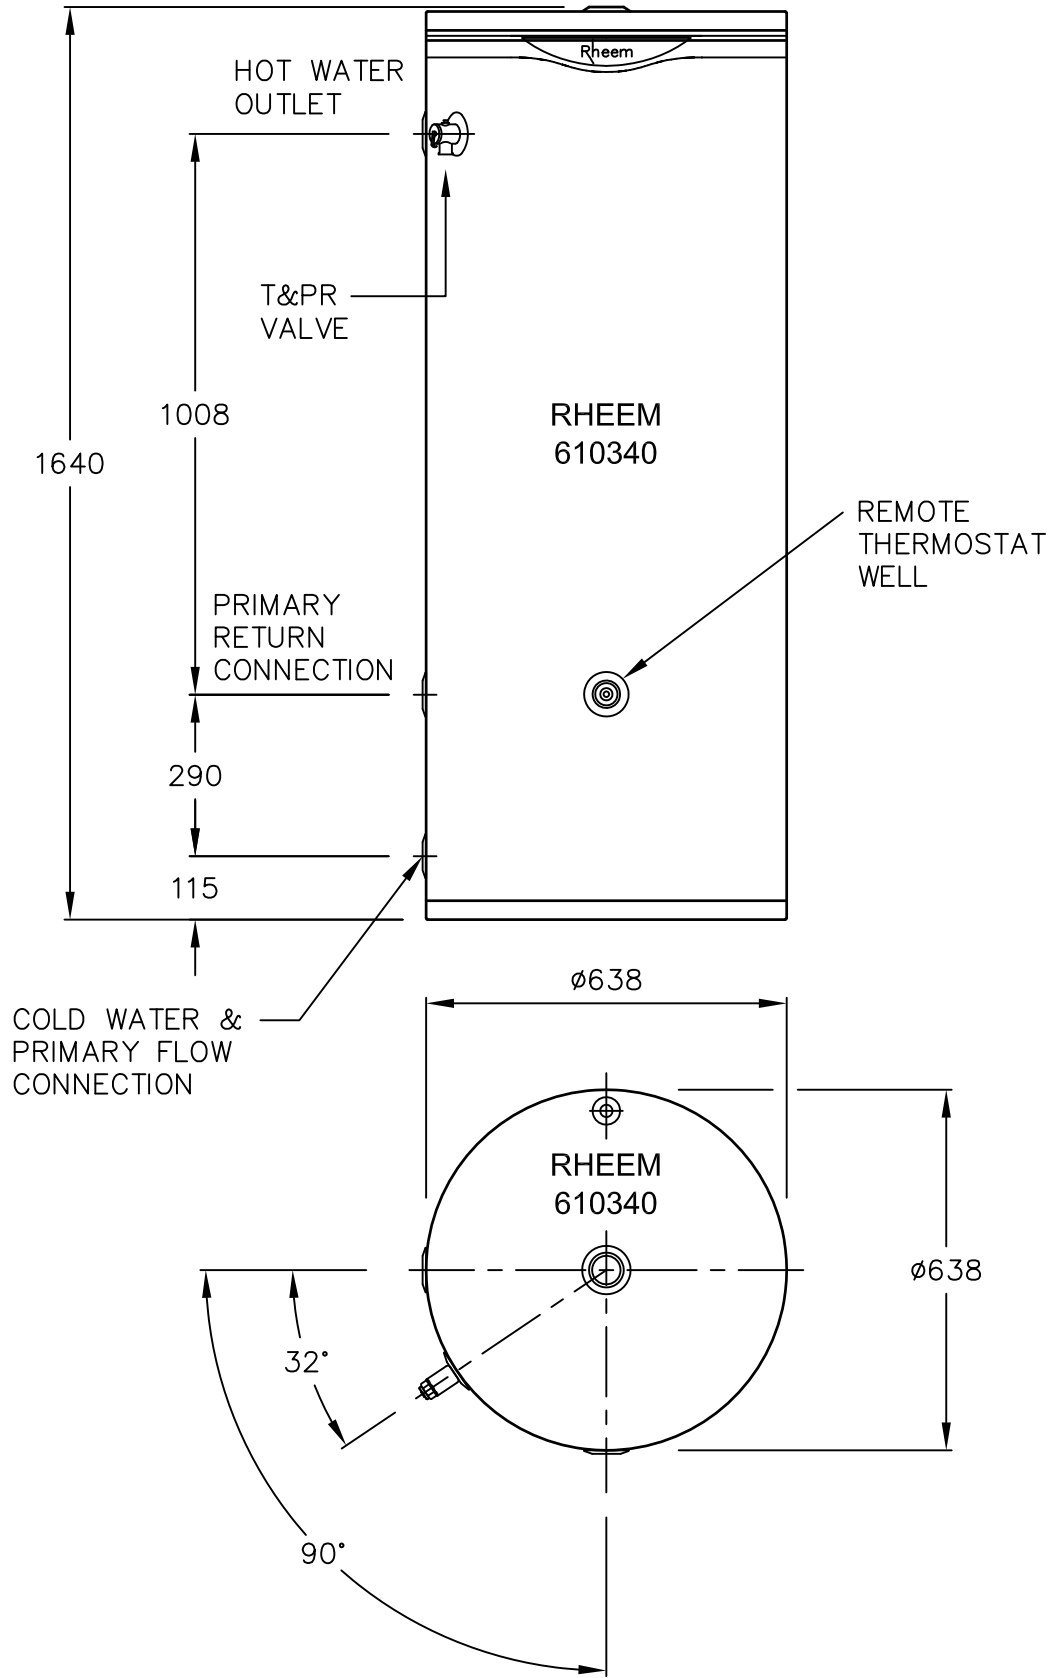 Rheem
HOT WATER
OUTLET
T&PR
VALVE
1008
1640
RHEEM
610340
REMOTE
THERMOSTAT
WELL
PRIMARY
RETURN
CONNECTION
290
115
COLD WATER &
PRIMARY FLOW
CONNECTION
ø638
RHEEM
610340
ø638
32°
90°